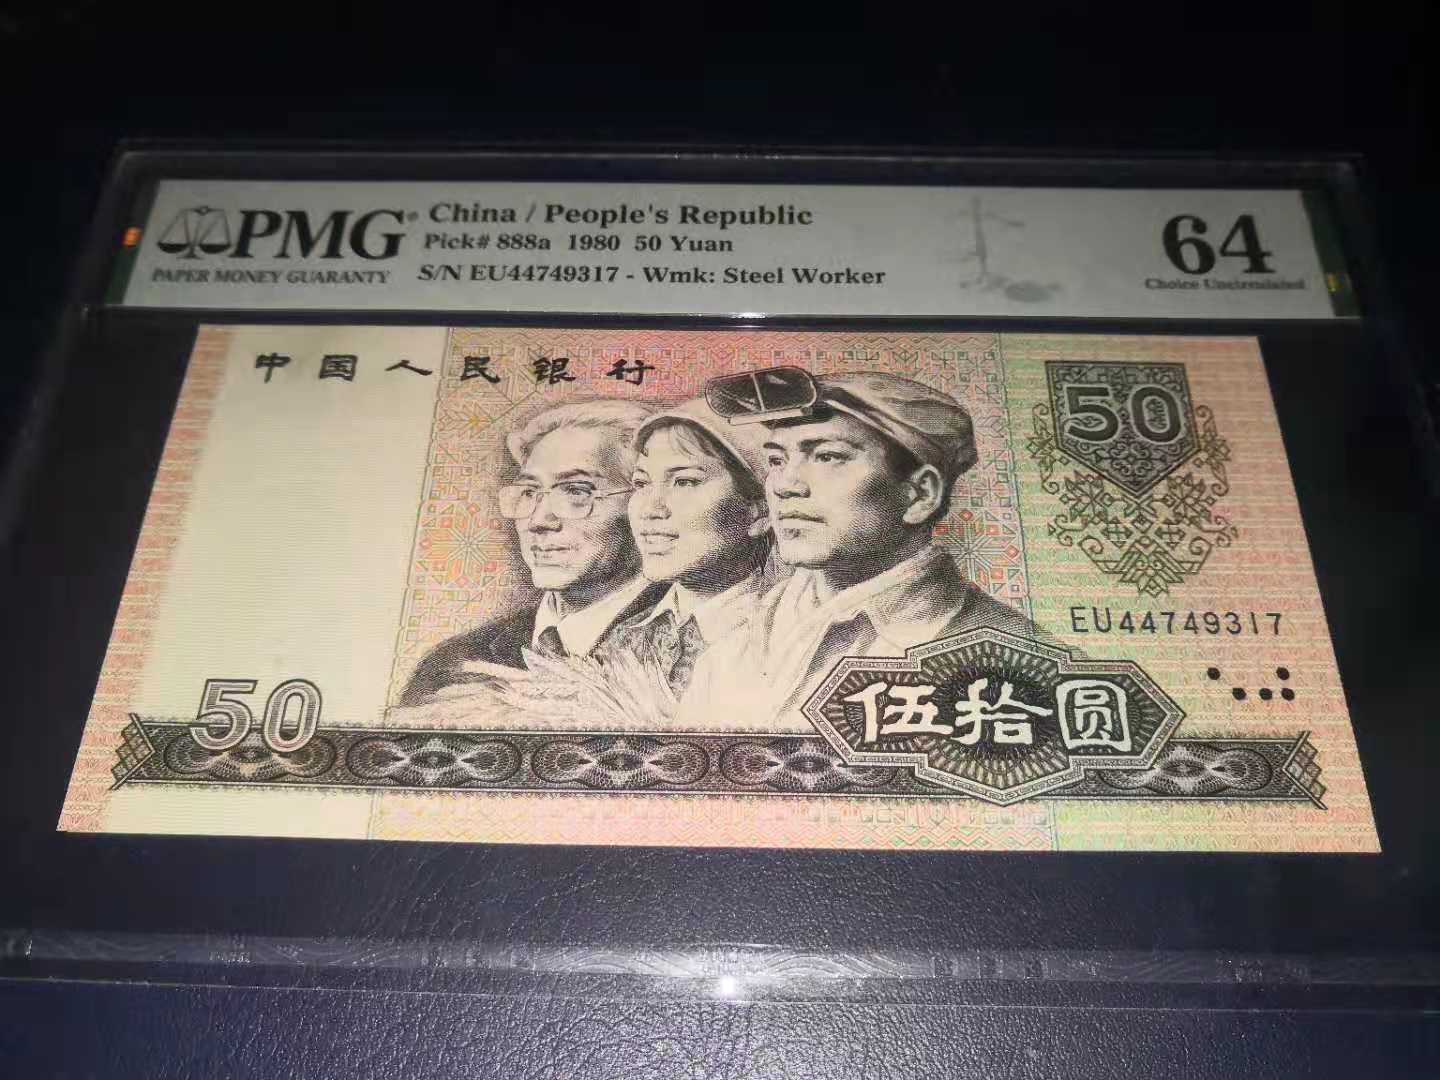 PMG
PAPER MONEY GUARANTY
China / People's Republic
Pick# 888a 1980 50 Yuan
S/N EU44749317 - Wmk: Steel Worker
64
Choice Uncirculated
中国人民银行
50
EU44749317
50
伍拾圆